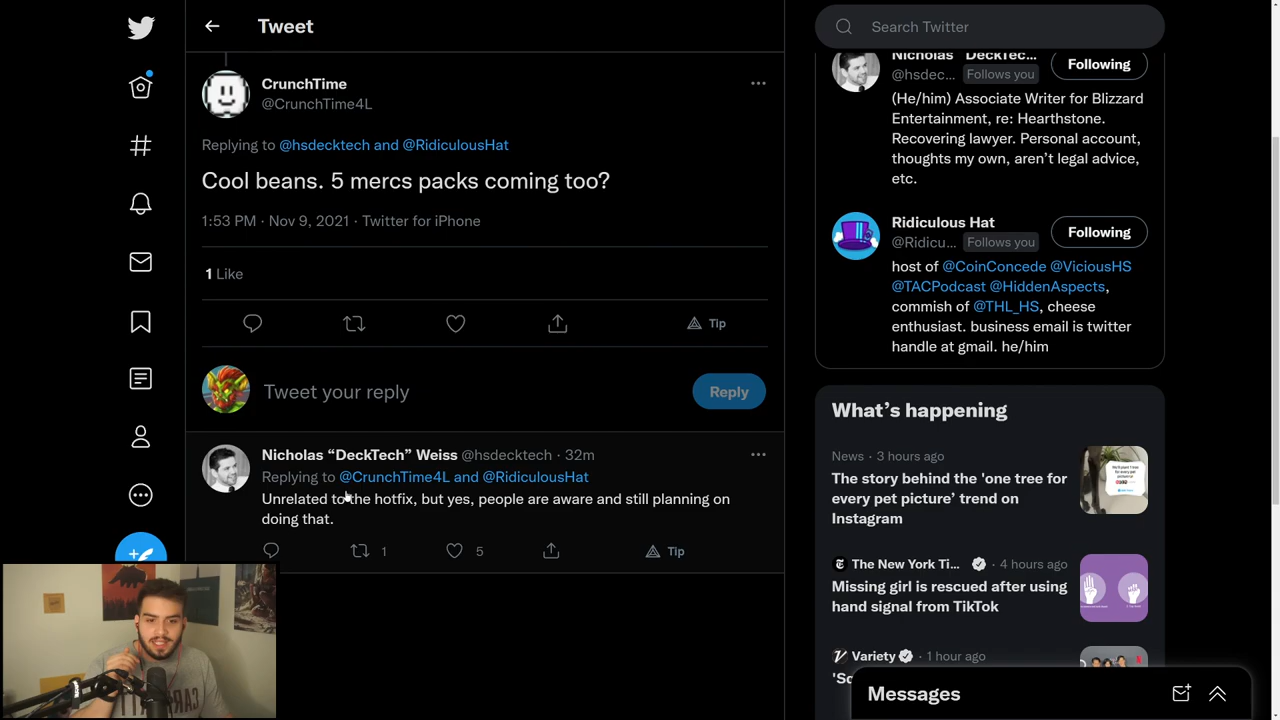 Tweet
CrunchTime
@CrunchTime4L
Replying to @hsdecktech and @RidiculousHat
Cool beans. 5 mercs packs coming too?
1:53 PM · Nov 9, 2021 · Twitter for iPhone
1 Like
Tip
Tweet your reply
Reply
Nicholas “DeckTech” Weiss @hsdecktech · 32m
Replying to @CrunchTime4L and @RidiculousHat
Unrelated to the hotfix, but yes, people are aware and still planning on
doing that.
1
5
Tip
Search Twitter
Nicholas "DeckTec...
Following
@hsdec... Follows you
(He/him) Associate Writer for Blizzard
Entertainment, re: Hearthstone.
Recovering lawyer. Personal account,
thoughts my own, aren’t legal advice,
etc.
Ridiculous Hat
Following
@Ridicu... Follows you
host of @CoinConcede @ViciousHS
@TACPodcast @HiddenAspects,
commish of @THL_HS, cheese
enthusiast. business email is twitter
handle at gmail. he/him
What’s happening
News · 3 hours ago
The story behind the 'one tree for
every pet picture’ trend on
Instagram
The New York Ti... · 4 hours ago
Missing girl is rescued after using
hand signal from TikTok
Variety · 1 hour ago
Messages